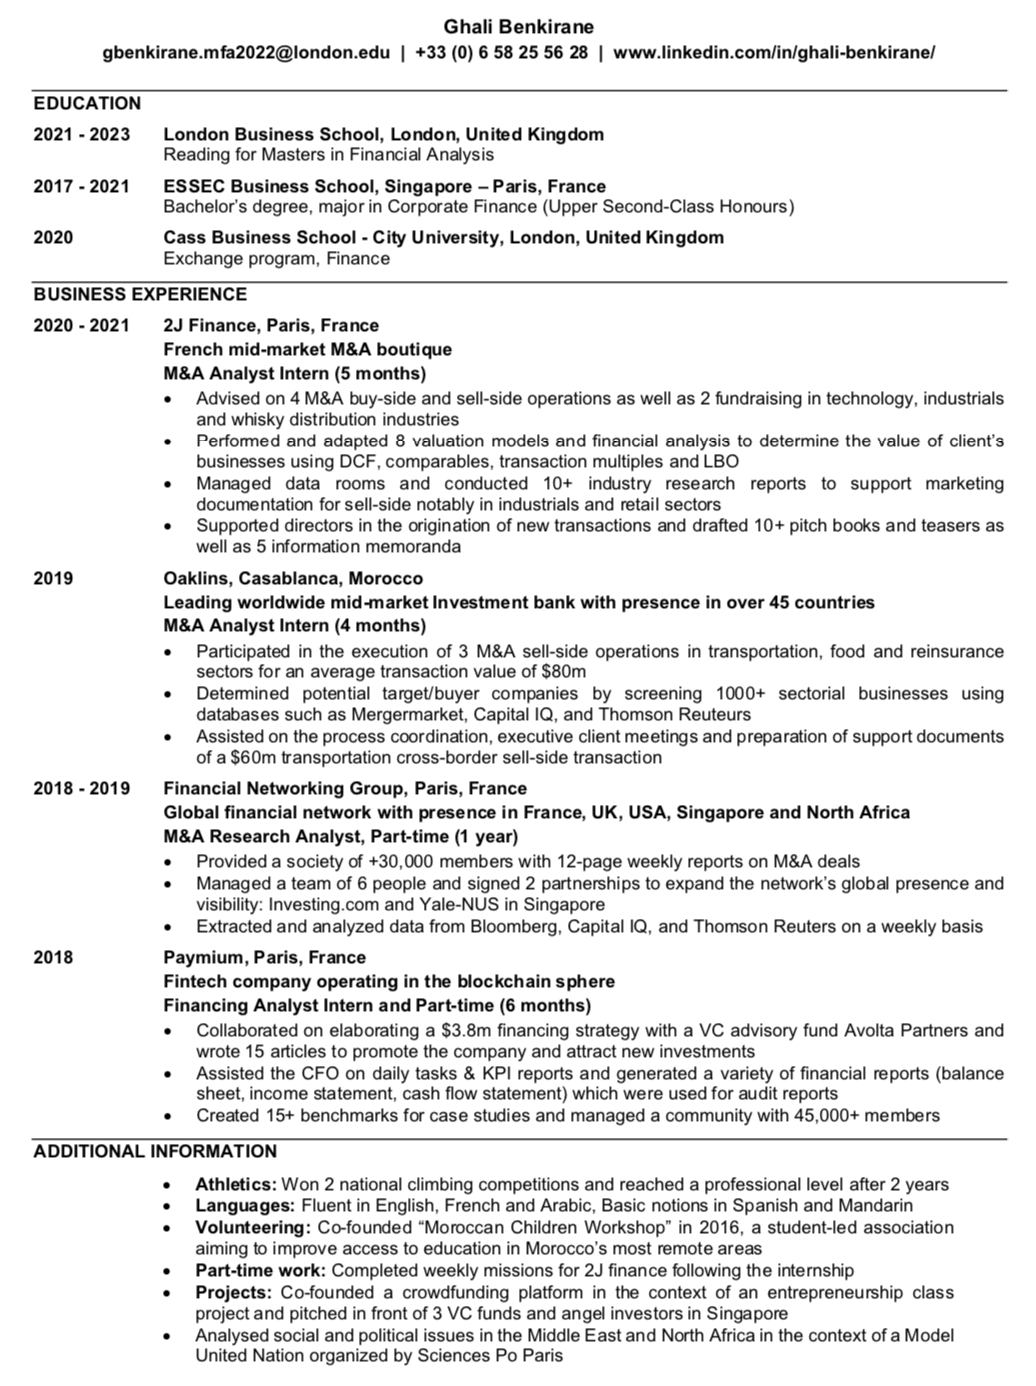 Ghali Benkirane
gbenkirane.mfa2022@london.edu | +33 (0) 6 58 25 56 28 | www.linkedin.com/in/ghali-benkirane/
EDUCATION
2021 - 2023 London Business School, London, United Kingdom
Reading for Masters in Financial Analysis
2017 - 2021 ESSEC Business School, Singapore – Paris, France
Bachelor's degree, major in Corporate Finance (Upper Second-Class Honours)
2020 Cass Business School - City University, London, United Kingdom
Exchange program, Finance
BUSINESS EXPERIENCE
2020 - 2021 2J Finance, Paris, France
French mid-market M&A boutique
M&A Analyst Intern (5 months)
• Advised on 4 M&A buy-side and sell-side operations as well as 2 fundraising in technology, industrials
and whisky distribution industries
• Performed and adapted 8 valuation models and financial analysis to determine the value of client's
businesses using DCF, comparables, transaction multiples and LBO
• Managed data rooms and conducted 10+ industry research reports to support marketing
documentation for sell-side notably in industrials and retail sectors
• Supported directors in the origination of new transactions and drafted 10+ pitch books and teasers as
well as 5 information memoranda
2019 Oaklins, Casablanca, Morocco
Leading worldwide mid-market Investment bank with presence in over 45 countries
M&A Analyst Intern (4 months)
• Participated in the execution of 3 M&A sell-side operations in transportation, food and reinsurance
sectors for an average transaction value of $80m
• Determined potential target/buyer companies by screening 1000+ sectorial businesses using
databases such as Mergermarket, Capital IQ, and Thomson Reuteurs
• Assisted on the process coordination, executive client meetings and preparation of support documents
of a $60m transportation cross-border sell-side transaction
2018 - 2019 Financial Networking Group, Paris, France
Global financial network with presence in France, UK, USA, Singapore and North Africa
M&A Research Analyst, Part-time (1 year)
• Provided a society of +30,000 members with 12-page weekly reports on M&A deals
• Managed a team of 6 people and signed 2 partnerships to expand the network's global presence and
visibility: Investing.com and Yale-NUS in Singapore
• Extracted and analyzed data from Bloomberg, Capital IQ, and Thomson Reuters on a weekly basis
2018 Paymium, Paris, France
Fintech company operating in the blockchain sphere
Financing Analyst Intern and Part-time (6 months)
• Collaborated on elaborating a $3.8m financing strategy with a VC advisory fund Avolta Partners and
wrote 15 articles to promote the company and attract new investments
• Assisted the CFO on daily tasks & KPI reports and generated a variety of financial reports (balance
sheet, income statement, cash flow statement) which were used for audit reports
• Created 15+ benchmarks for case studies and managed a community with 45,000+ members
ADDITIONAL INFORMATION
• Athletics: Won 2 national climbing competitions and reached a professional level after 2 years
• Languages: Fluent in English, French and Arabic, Basic notions in Spanish and Mandarin
• Volunteering: Co-founded “Moroccan Children Workshop” in 2016, a student-led association
aiming to improve access to education in Morocco's most remote areas
• Part-time work: Completed weekly missions for 2J finance following the internship
• Projects: Co-founded a crowdfunding platform in the context of an entrepreneurship class
project and pitched in front of 3 VC funds and angel investors in Singapore
• Analysed social and political issues in the Middle East and North Africa in the context of a Model
United Nation organized by Sciences Po Paris